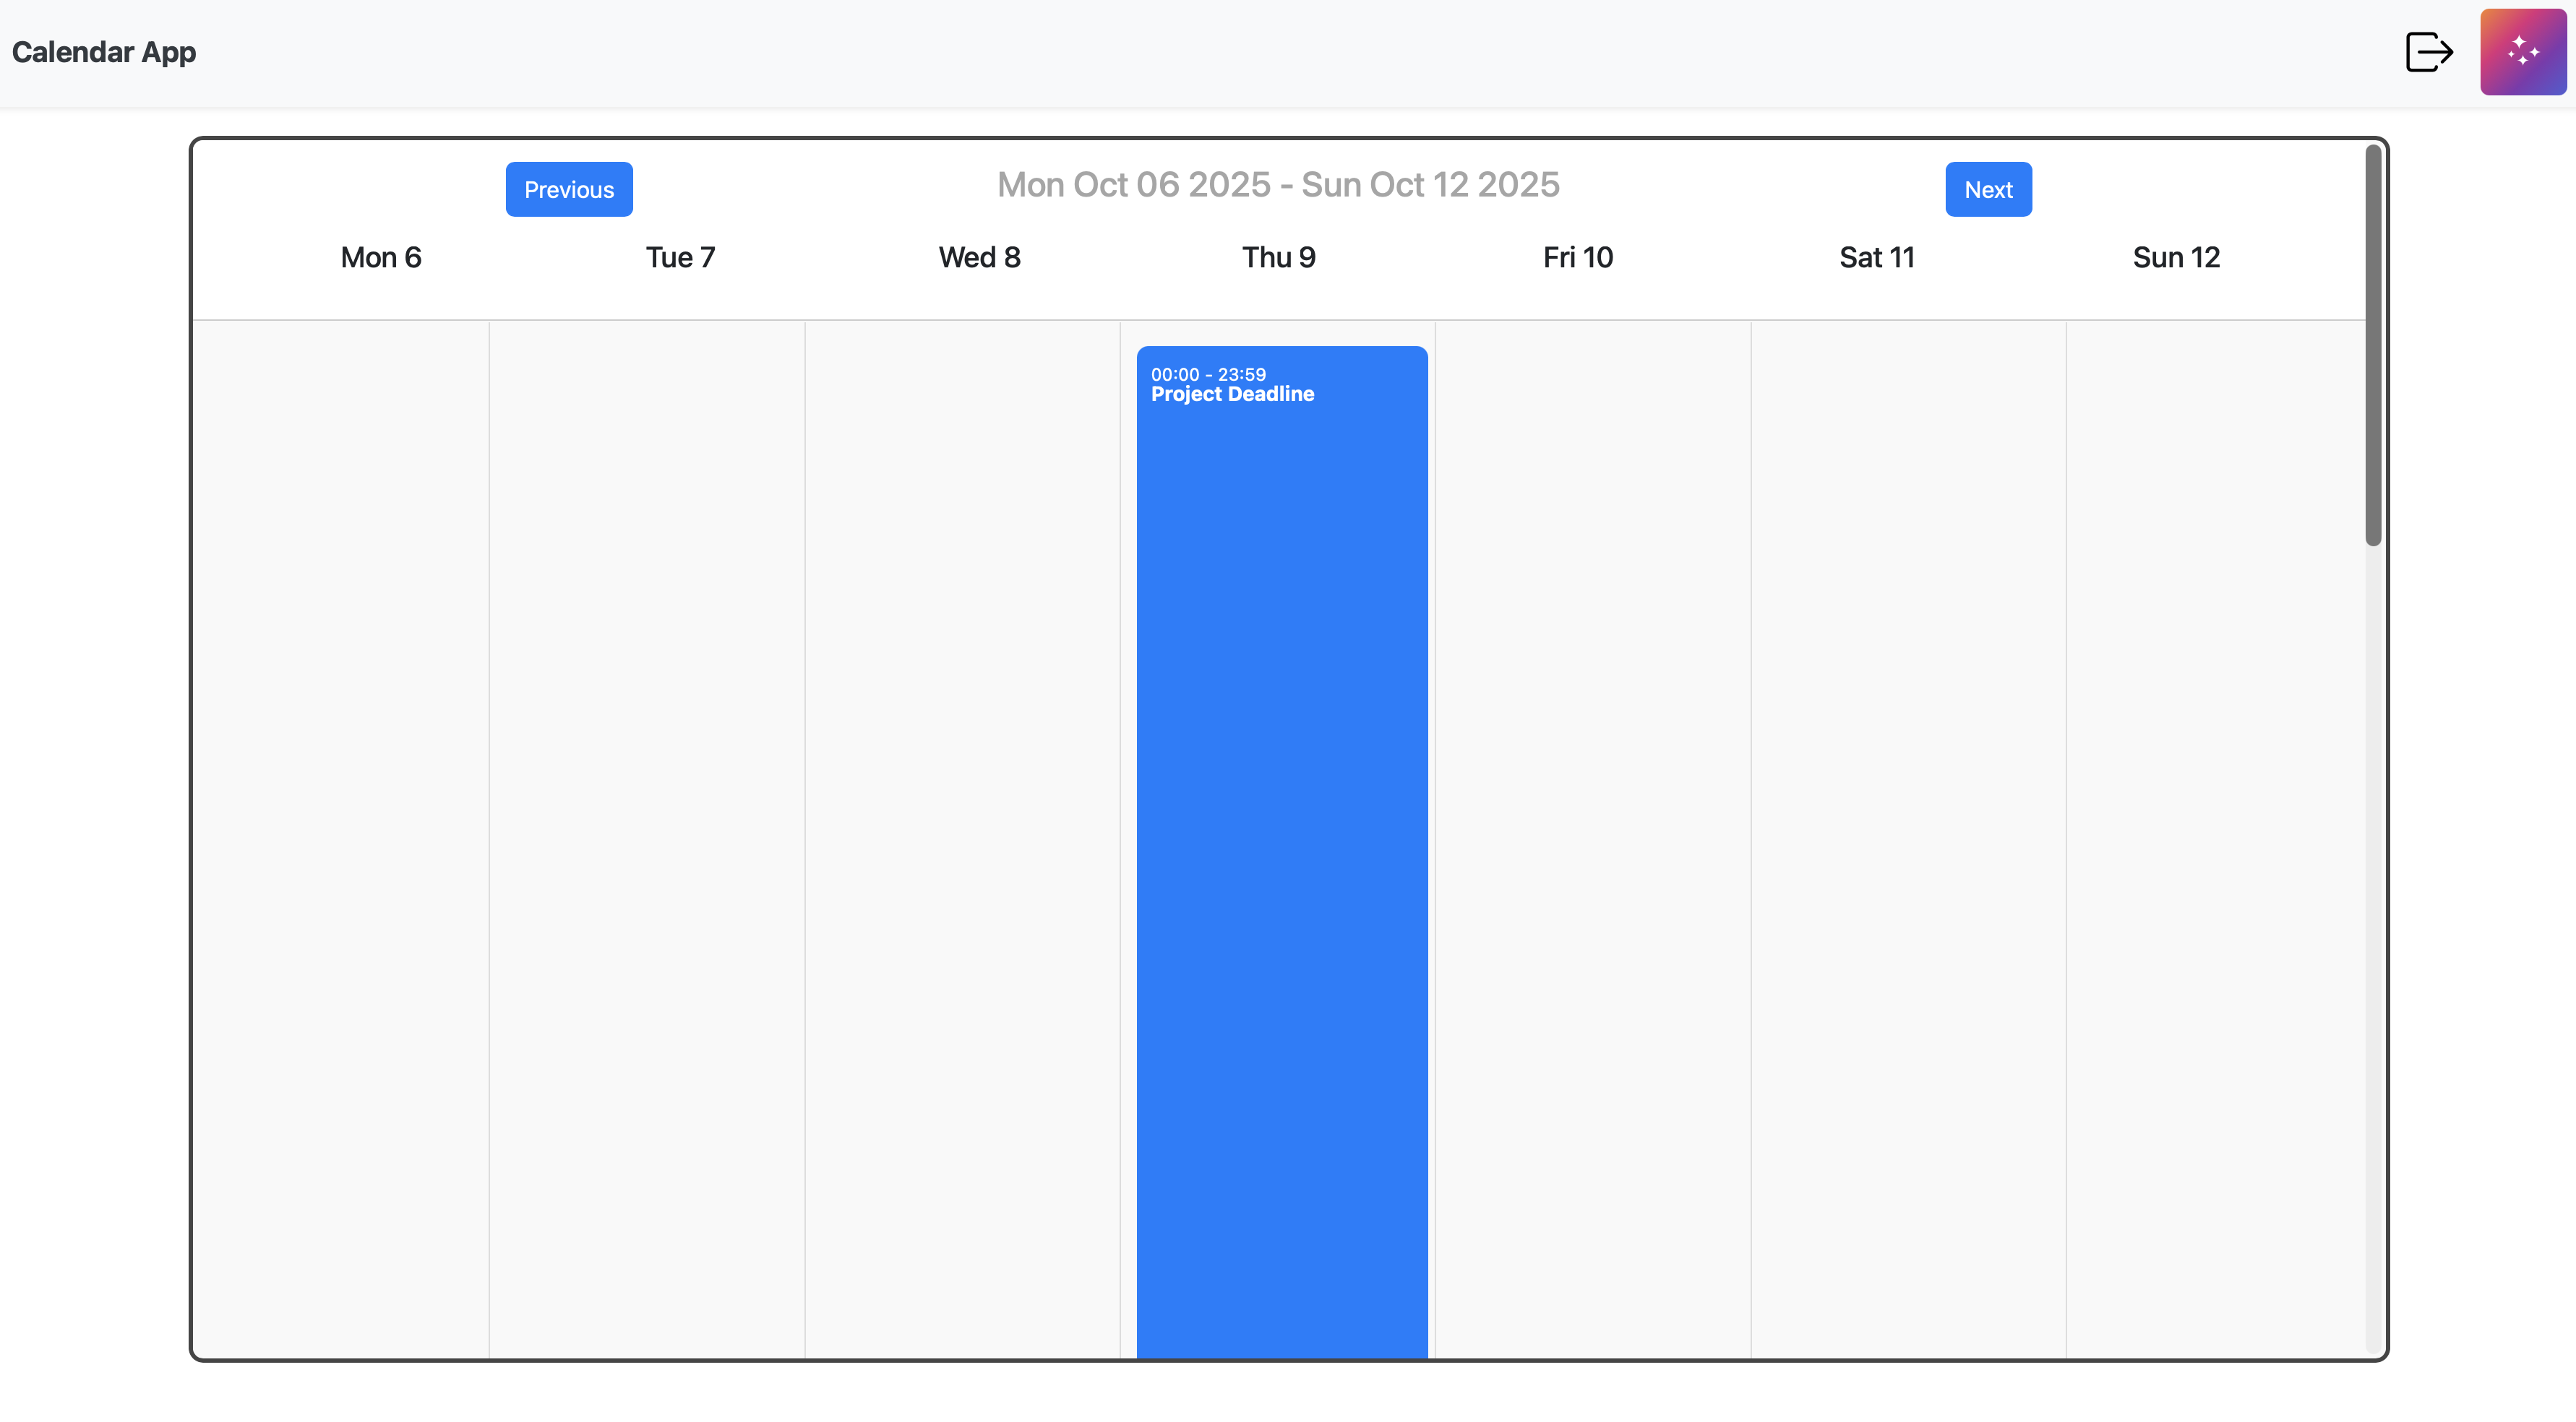 Calendar App
Previous
Mon Oct 06 2025 - Sun Oct 12 2025
Next
Mon 6
Tue 7
Wed 8
Thu 9
Fri 10
Sat 11
Sun 12
00:00 - 23:59
Project Deadline